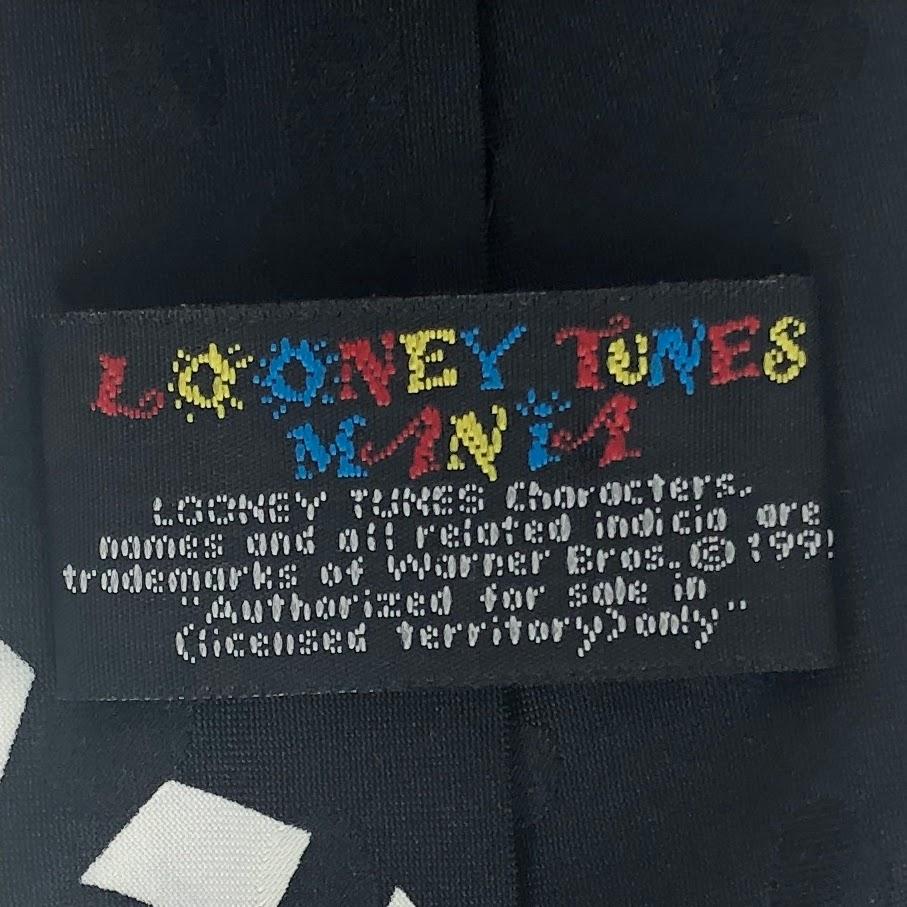 LOONEY TUNES
MANIA
LOONEY TUNES Characters,
names and all related indicia are
trademarks of Warner Bros. ©
"Authorized for sale in
(licensed territory) only"